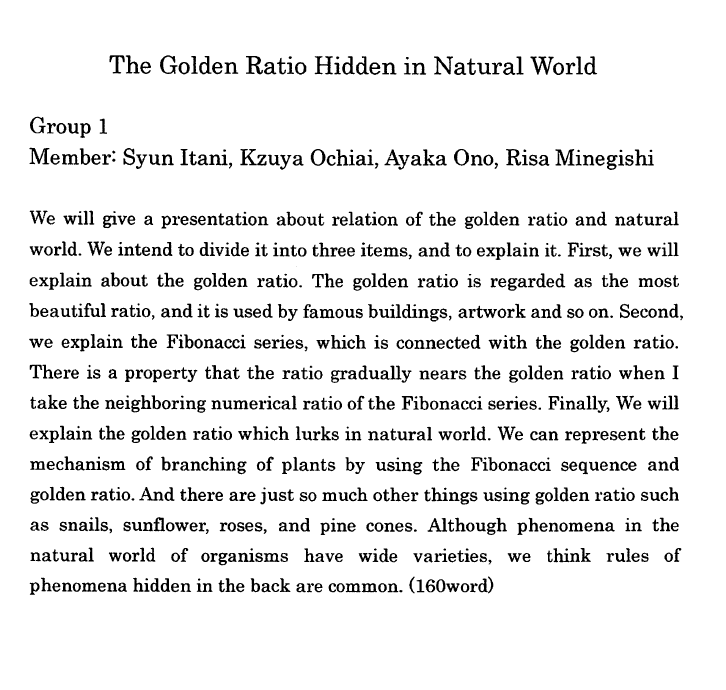 The Golden Ratio Hidden in Natural World
Group 1
Member: Syun Itani, Kzuya Ochiai, Ayaka Ono, Risa Minegishi
We will give a presentation about relation of the golden ratio and natural
world. We intend to divide it into three items, and to explain it. First, we will
explain about the golden ratio. The golden ratio is regarded as the most
beautiful ratio, and it is used by famous buildings, artwork and so on. Second,
we explain the Fibonacci series, which is connected with the golden ratio.
There is a property that the ratio gradually nears the golden ratio when I
take the neighboring numerical ratio of the Fibonacci series. Finally, We will
explain the golden ratio which lurks in natural world. We can represent the
mechanism of branching of plants by using the Fibonacci sequence and
golden ratio. And there are just so much other things using golden ratio such
as snails, sunflower, roses, and pine cones. Although phenomena in the
natural world of organisms have wide varieties, we think rules of
phenomena hidden in the back are common. (160word)